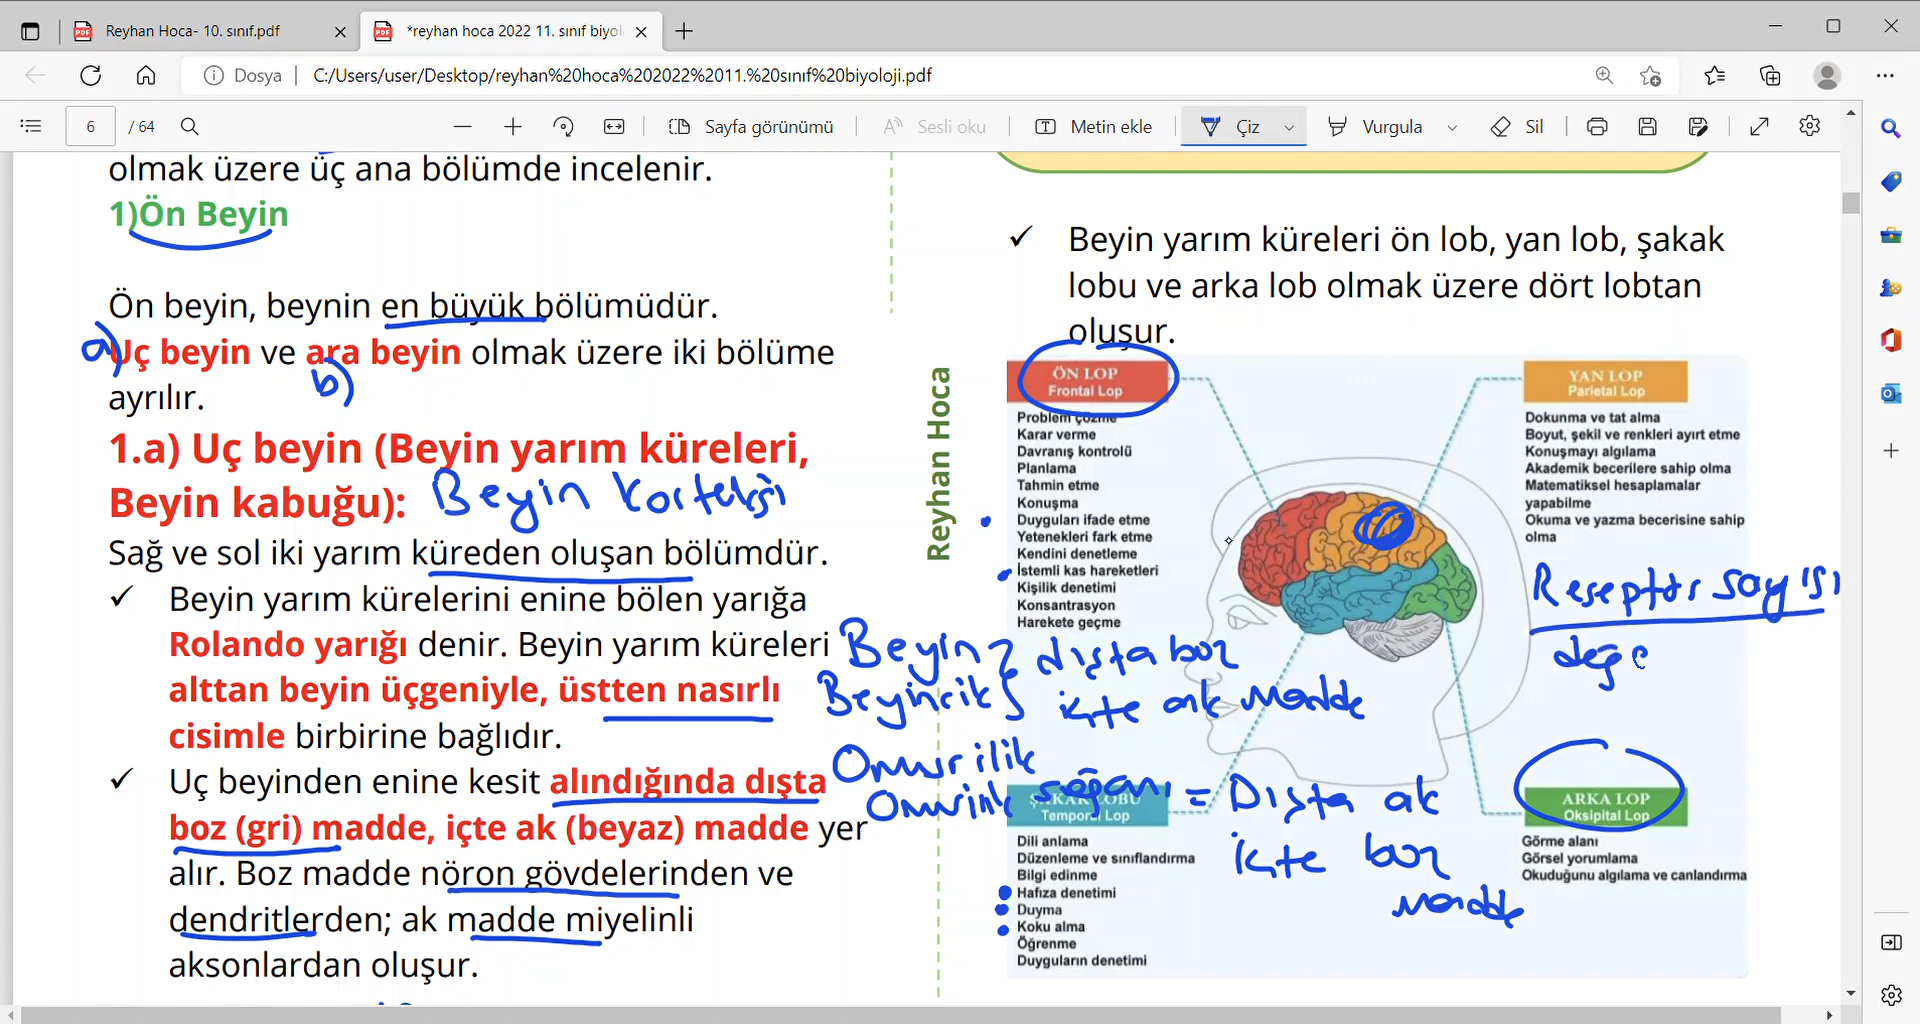 Reyhan Hoca- 10. sınıf.pdf
*reyhan hoca 2022 11. sınıf biyol
Dosya
C:/Users/user/Desktop/reyhan%20hoca%202022%2011.%20sınıf%20biyoloji.pdf
6 / 64
Sayfa görünümü
Sesli oku
Metin ekle
Çiz
Vurgula
Sil
olmak üzere üç ana bölümde incelenir.
1)Ön Beyin
Ön beyin, beynin en büyük bölümüdür.
a)
Uç beyin ve ara beyin olmak üzere iki bölüme
b)
ayrılır.
1.a) Uç beyin (Beyin yarım küreleri,
Beyin kabuğu): Beyin korteksi
Sağ ve sol iki yarım küreden oluşan bölümdür.
✓ Beyin yarım kürelerini enine bölen yarığa
Rolando yarığı denir. Beyin yarım küreleri
alttan beyin üçgeniyle, üstten nasırlı
cisimle birbirine bağlıdır.
✓ Uç beyinden enine kesit alındığında dışta
boz (gri) madde, içte ak (beyaz) madde yer
alır. Boz madde nöron gövdelerinden ve
dendritlerden; ak madde miyelinli
aksonlardan oluşur.
Reyhan Hoca
✓ Beyin yarım küreleri ön lob, yan lob, şakak
lobu ve arka lob olmak üzere dört lobtan
oluşur.
ÖN LOP
Frontal Lop
Problem çözme
Karar verme
Davranış kontrolü
Planlama
Tahmin etme
Konuşma
Duyguları ifade etme
Yetenekleri fark etme
Kendini denetleme
İstemli kas hareketleri
Kişilik denetimi
Konsantrasyon
Harekete geçme
YAN LOP
Parietal Lop
Dokunma ve tat alma
Boyut, şekil ve renkleri ayırt etme
Konuşmayı algılama
Akademik becerilere sahip olma
Matematiksel hesaplamalar
yapabilme
Okuma ve yazma becerisine sahip
olma
Reseptör sayısı
değe
Beyin dışta boz
Beyincik içte ak madde
Omurilik
Omirilik soğanı = Dışta ak
içte boz
madde
ŞAKAK LOBU
Temporal Lop
Dili anlama
Düzenleme ve sınıflandırma
Bilgi edinme
Hafıza denetimi
Duyma
Koku alma
Öğrenme
Duyguların denetimi
ARKA LOP
Oksipital Lop
Görme alanı
Görsel yorumlama
Okuduğunu algılama ve canlandırma